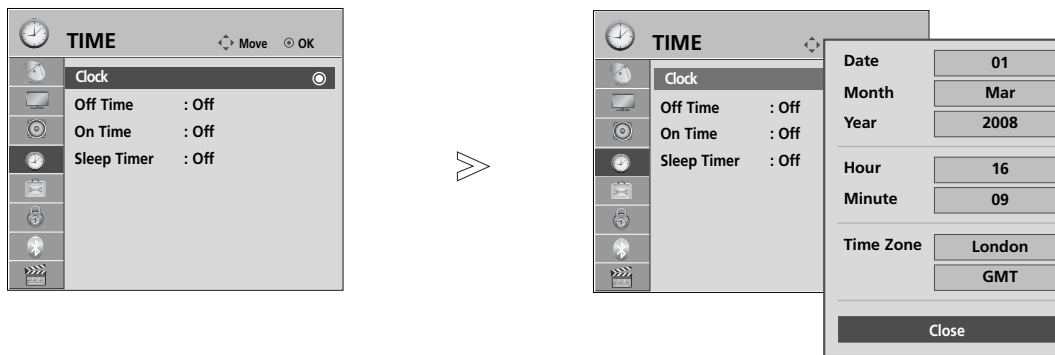 TIME Move OK
Clock
Off Time : Off
On Time : Off
Sleep Timer : Off
TIME
Clock
Off Time : Off
On Time : Off
Sleep Timer : Off
Date 01
Month Mar
Year 2008
Hour 16
Minute 09
Time Zone London
GMT
Close